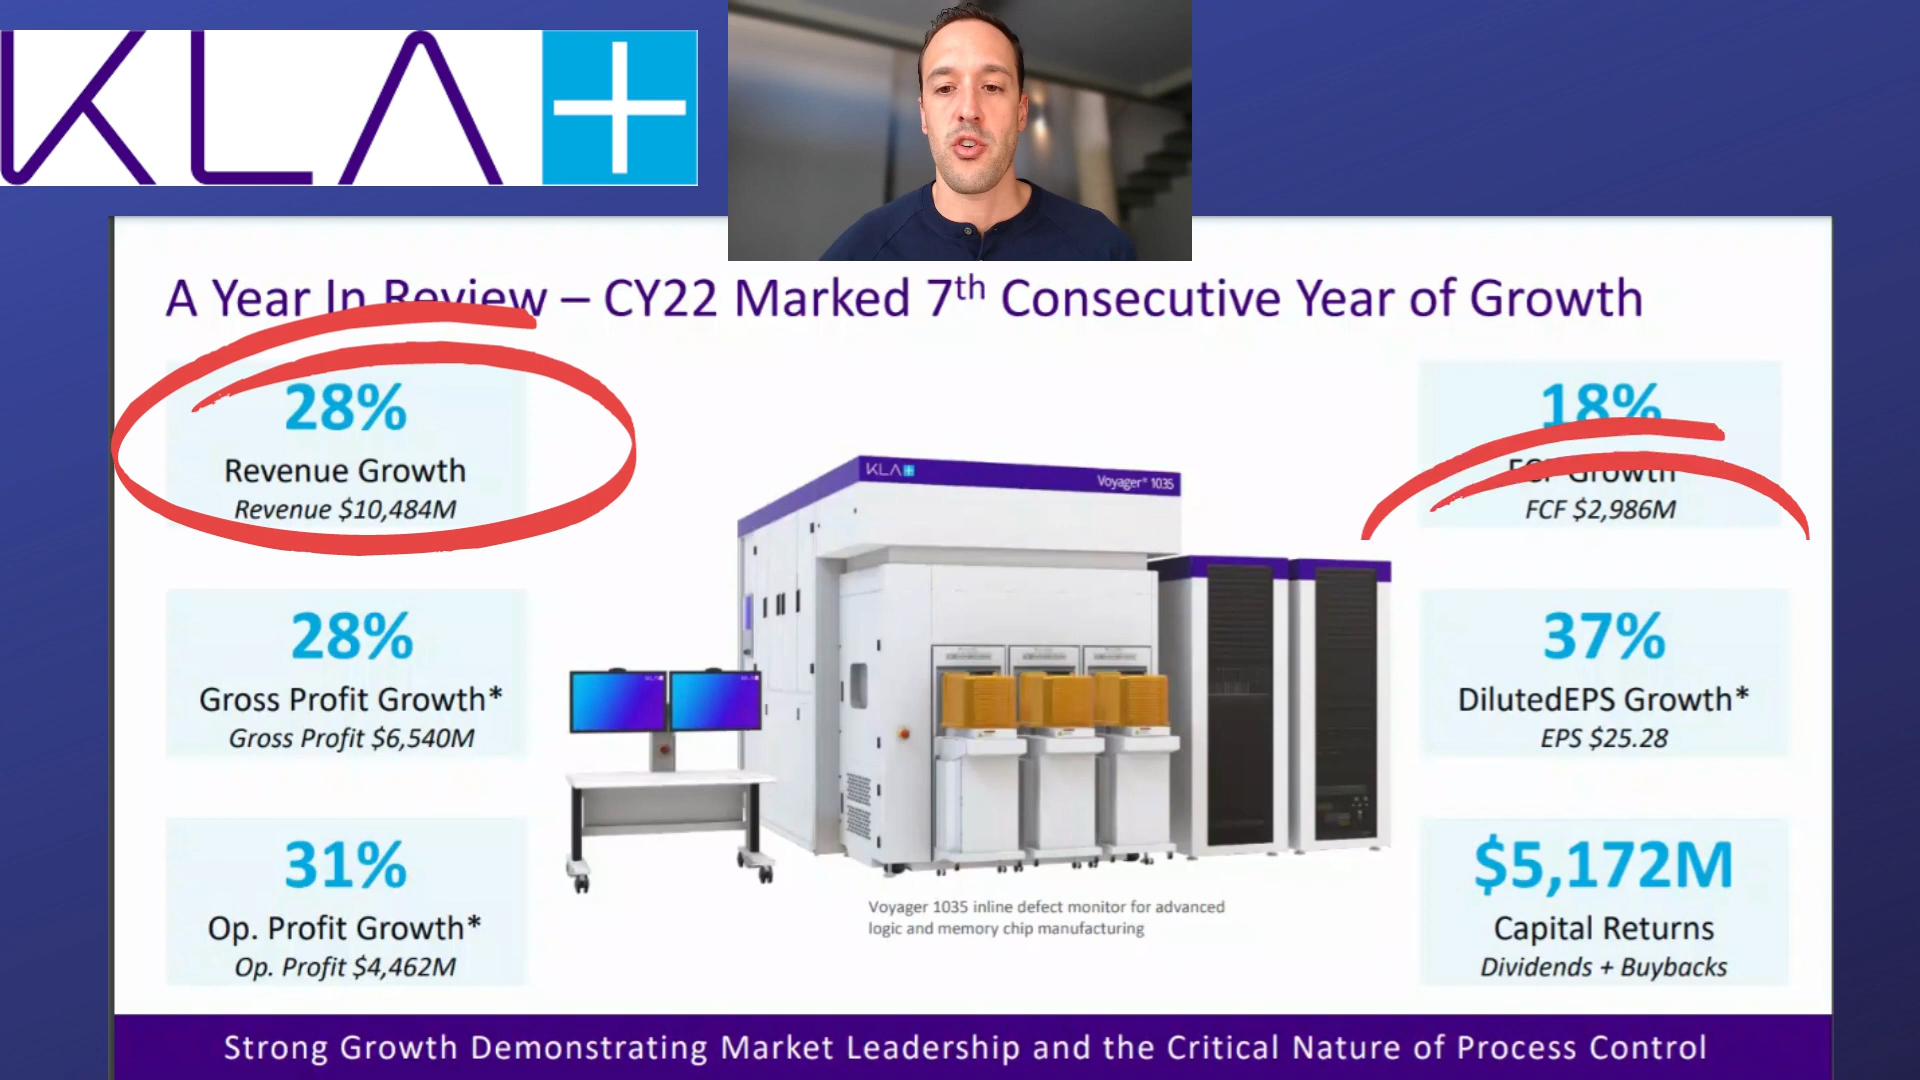 KLA+
A Year In Review – CY22 Marked 7th Consecutive Year of Growth
28%
Revenue Growth
Revenue $10,484M
28%
Gross Profit Growth*
Gross Profit $6,540M
31%
Op. Profit Growth*
Op. Profit $4,462M
KLA+
Voyager® 1035
Voyager 1035 inline defect monitor for advanced
logic and memory chip manufacturing
18%
FCF Growth
FCF $2,986M
37%
DilutedEPS Growth*
EPS $25.28
$5,172M
Capital Returns
Dividends + Buybacks
Strong Growth Demonstrating Market Leadership and the Critical Nature of Process Control